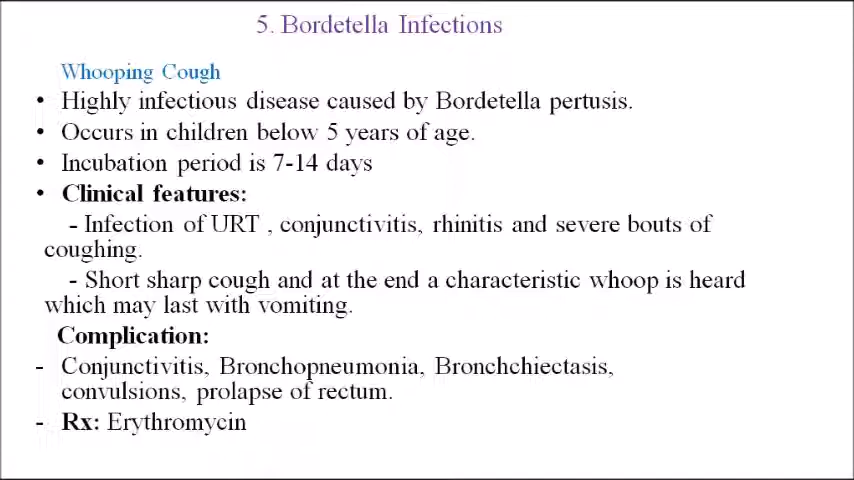 5. Bordetella Infections
Whooping Cough
• Highly infectious disease caused by Bordetella pertusis.
• Occurs in children below 5 years of age.
• Incubation period is 7-14 days
• Clinical features:
- Infection of URT , conjunctivitis, rhinitis and severe bouts of
coughing.
- Short sharp cough and at the end a characteristic whoop is heard
which may last with vomiting.
Complication:
- Conjunctivitis, Bronchopneumonia, Bronchchiectasis,
convulsions, prolapse of rectum.
- Rx: Erythromycin